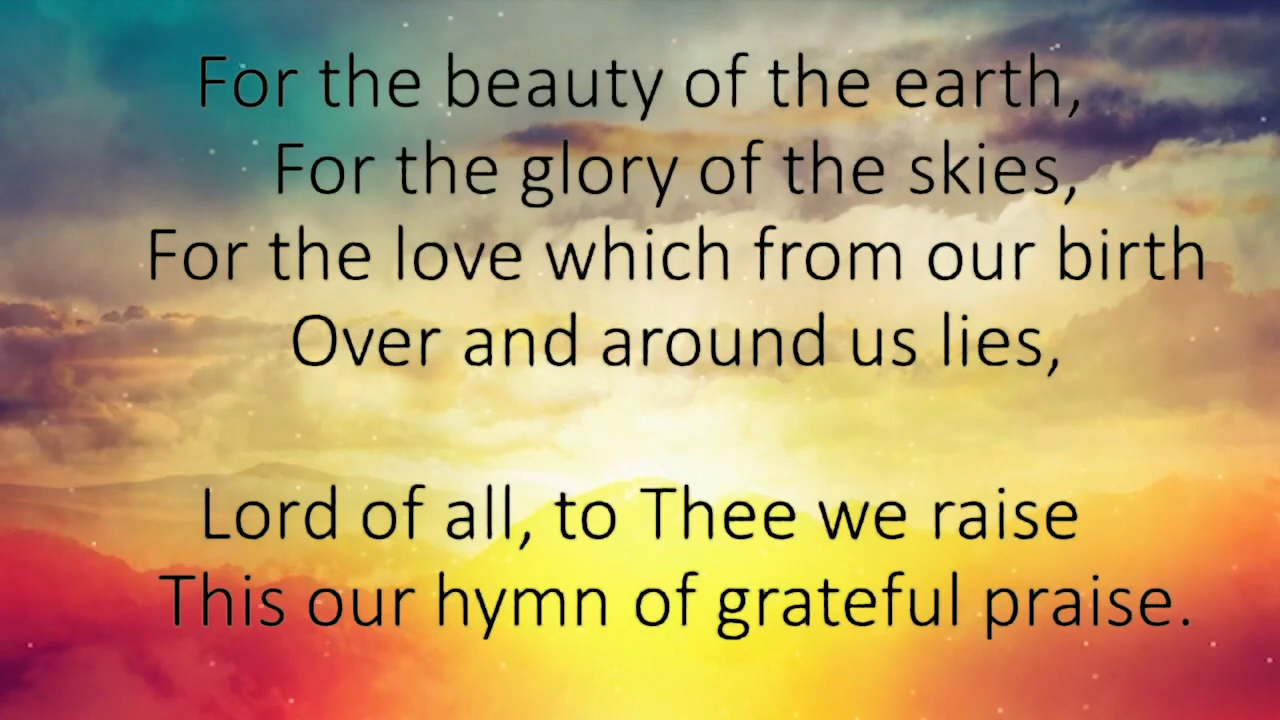 For the beauty of the earth,
For the glory of the skies,
For the love which from our birth
Over and around us lies,
Lord of all, to Thee we raise
This our hymn of grateful praise.